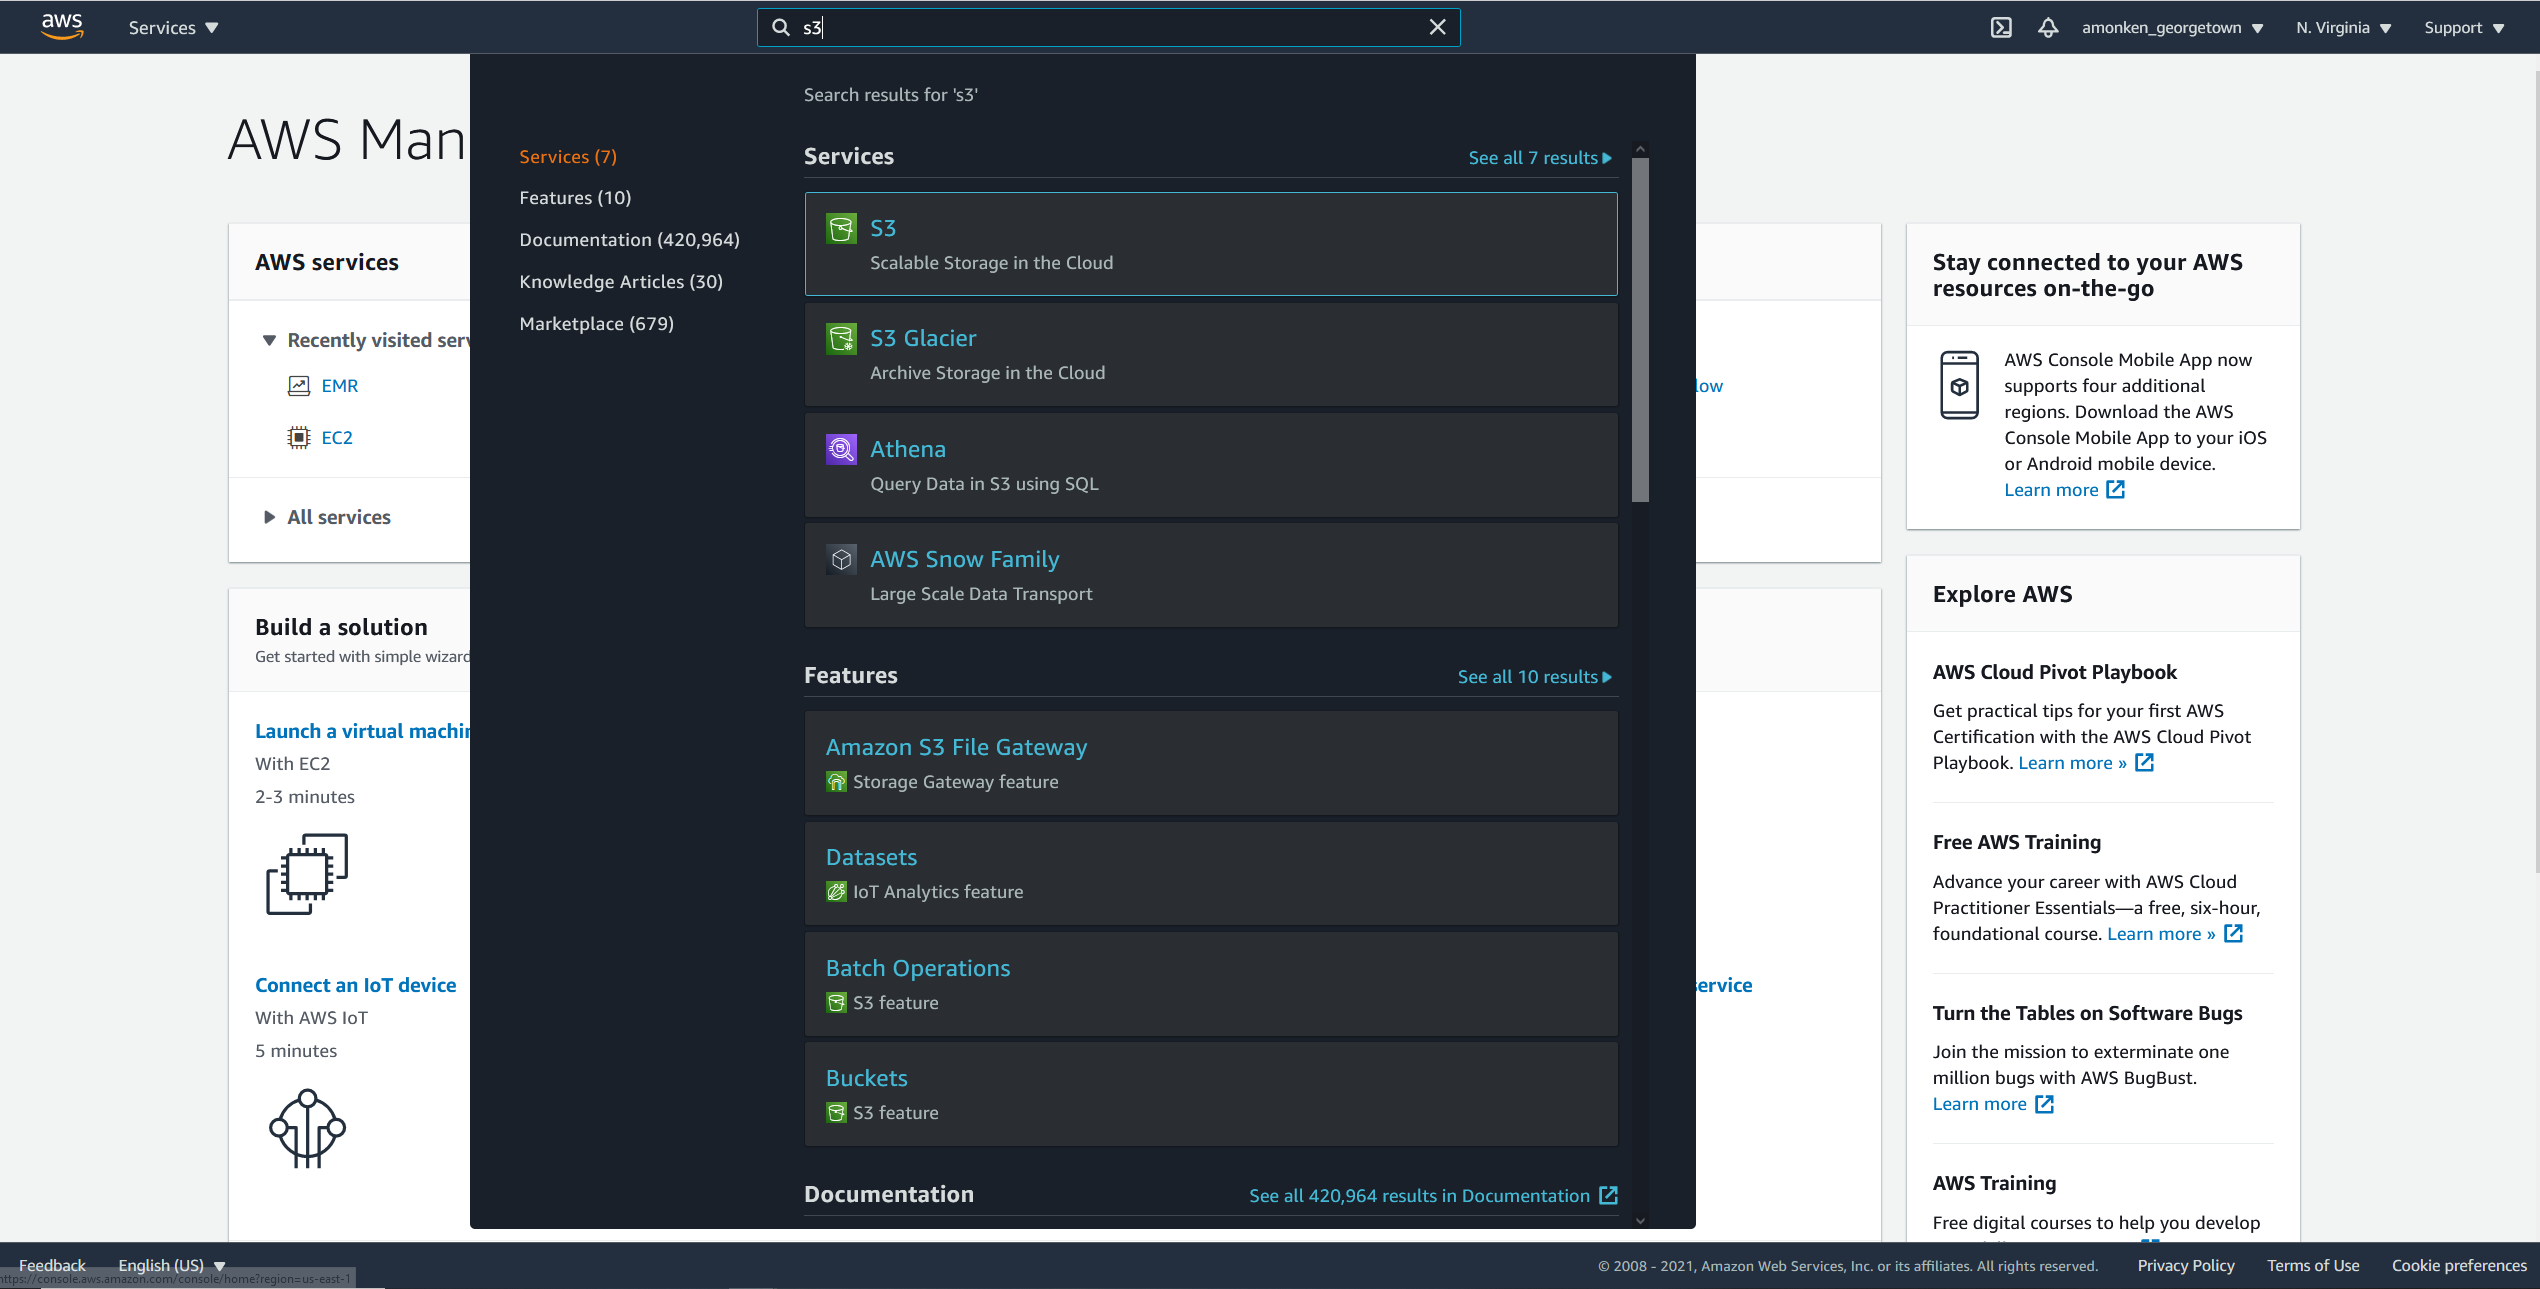 aws
Services
s3
amonken_georgetown
N. Virginia
Support
Search results for 's3'
Services (7)
Features (10)
Documentation (420,964)
Knowledge Articles (30)
Marketplace (679)
Services
See all 7 results
S3
Scalable Storage in the Cloud
S3 Glacier
Archive Storage in the Cloud
Athena
Query Data in S3 using SQL
AWS Snow Family
Large Scale Data Transport
Features
See all 10 results
Amazon S3 File Gateway
Storage Gateway feature
Datasets
IoT Analytics feature
Batch Operations
S3 feature
Buckets
S3 feature
Documentation
See all 420,964 results in Documentation
AWS Man
AWS services
Recently visited serv
EMR
EC2
All services
low
Build a solution
Get started with simple wizard
Launch a virtual machin
With EC2
2-3 minutes
Connect an IoT device
With AWS IoT
5 minutes
service
Stay connected to your AWS
resources on-the-go
AWS Console Mobile App now
supports four additional
regions. Download the AWS
Console Mobile App to your iOS
or Android mobile device.
Learn more
Explore AWS
AWS Cloud Pivot Playbook
Get practical tips for your first AWS
Certification with the AWS Cloud Pivot
Playbook. Learn more »
Free AWS Training
Advance your career with AWS Cloud
Practitioner Essentials—a free, six-hour,
foundational course. Learn more »
Turn the Tables on Software Bugs
Join the mission to exterminate one
million bugs with AWS BugBust.
Learn more
AWS Training
Free digital courses to help you develop
Feedback
English (US)
https://console.aws.amazon.com/console/home?region=us-east-1
© 2008 - 2021, Amazon Web Services, Inc. or its affiliates. All rights reserved.
Privacy Policy
Terms of Use
Cookie preferences